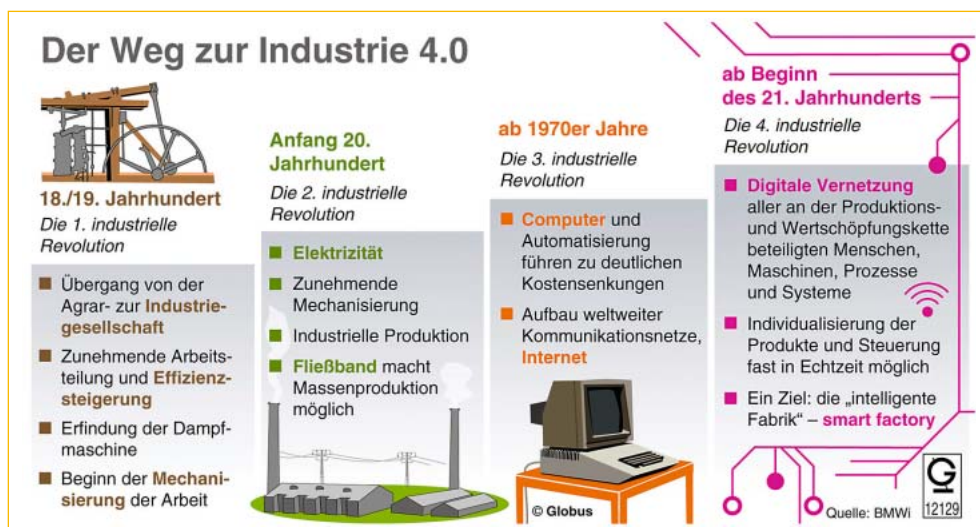 Der Weg zur Industrie 4.0
18./19. Jahrhundert
Die 1. industrielle
Revolution
Übergang von der
Agrar- zur Industrie-
gesellschaft
Zunehmende Arbeits-
teilung und Effizienz-
steigerung
Erfindung der Dampf-
maschine
Beginn der Mechani-
sierung der Arbeit
Anfang 20.
Jahrhundert
Die 2. industrielle
Revolution
Elektrizität
Zunehmende
Mechanisierung
Industrielle Produktion
Fließband macht
Massenproduktion
möglich
ab 1970er Jahre
Die 3. industrielle
Revolution
Computer und
Automatisierung
führen zu deutlichen
Kostensenkungen
Aufbau weltweiter
Kommunikationsnetze,
Internet
© Globus
ab Beginn
des 21. Jahrhunderts
Die 4. industrielle
Revolution
Digitale Vernetzung
aller an der Produktions-
und Wertschöpfungskette
beteiligten Menschen,
Maschinen, Prozesse
und Systeme
Individualisierung der
Produkte und Steuerung
fast in Echtzeit möglich
Ein Ziel: die „intelligente
Fabrik“ – smart factory
Quelle: BMWi
G
12129